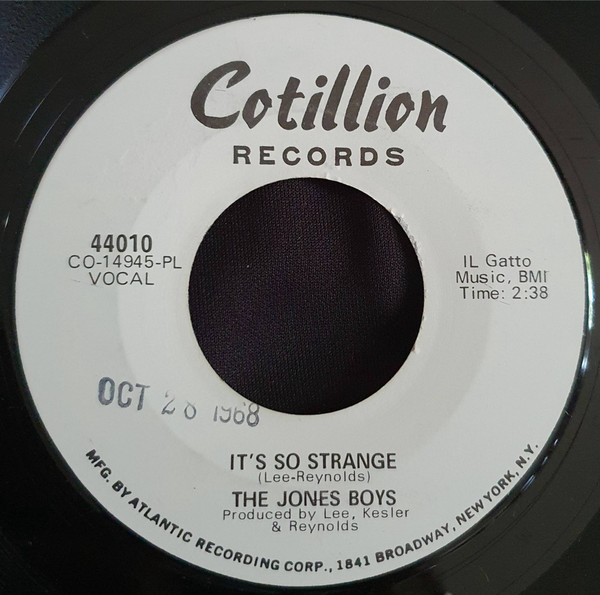 Cotillion
RECORDS
44010
CO-14945-PL
VOCAL
IL Gatto
Music, BMI
Time: 2:38
OCT 28 1968
IT'S SO STRANGE
(Lee-Reynolds)
THE JONES BOYS
Produced by Lee, Kesler
& Reynolds
MFG. BY ATLANTIC RECORDING CORP., 1841 BROADWAY, NEW YORK, N.Y.